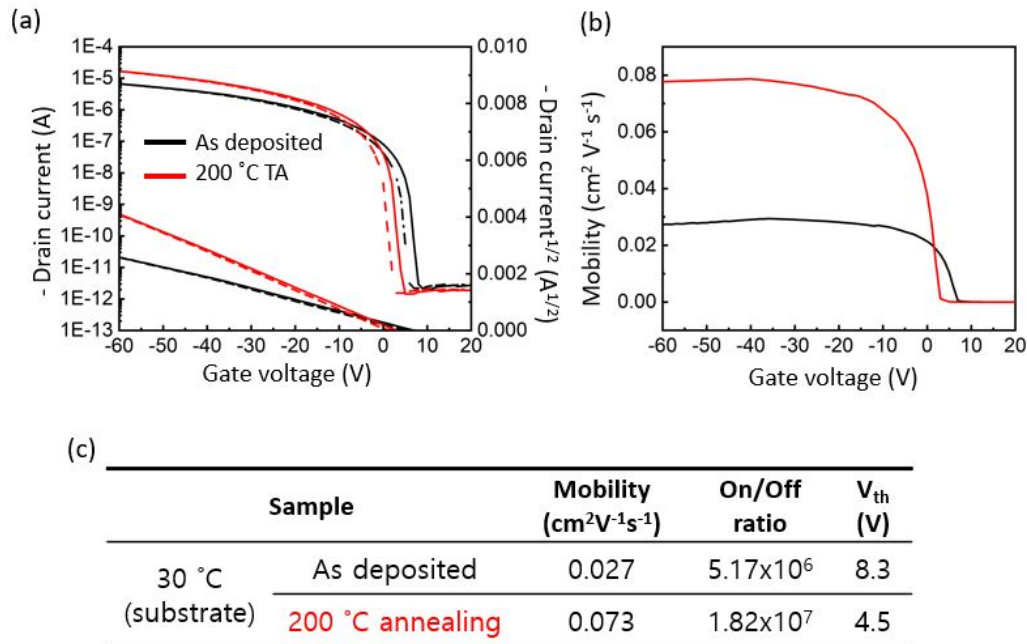 (a)
- Drain current (A)
1E-4
1E-5
1E-6
1E-7
1E-8
1E-9
1E-10
1E-11
1E-12
1E-13
As deposited
200 ˚C TA
-60 -50 -40 -30 -20 -10 0 10 20
Gate voltage (V)
0.010
0.008
0.006
0.004
0.002
0.000
- Drain current¹/² (A¹/²)
(b)
Mobility (cm² V⁻¹ s⁻¹)
0.08
0.06
0.04
0.02
0.00
-60 -50 -40 -30 -20 -10 0 10 20
Gate voltage (V)
(c)
Sample Mobility (cm²V⁻¹s⁻¹) On/Off ratio Vth (V)
30 ˚C (substrate) As deposited 0.027 5.17x10⁶ 8.3
200 ˚C annealing 0.073 1.82x10⁷ 4.5